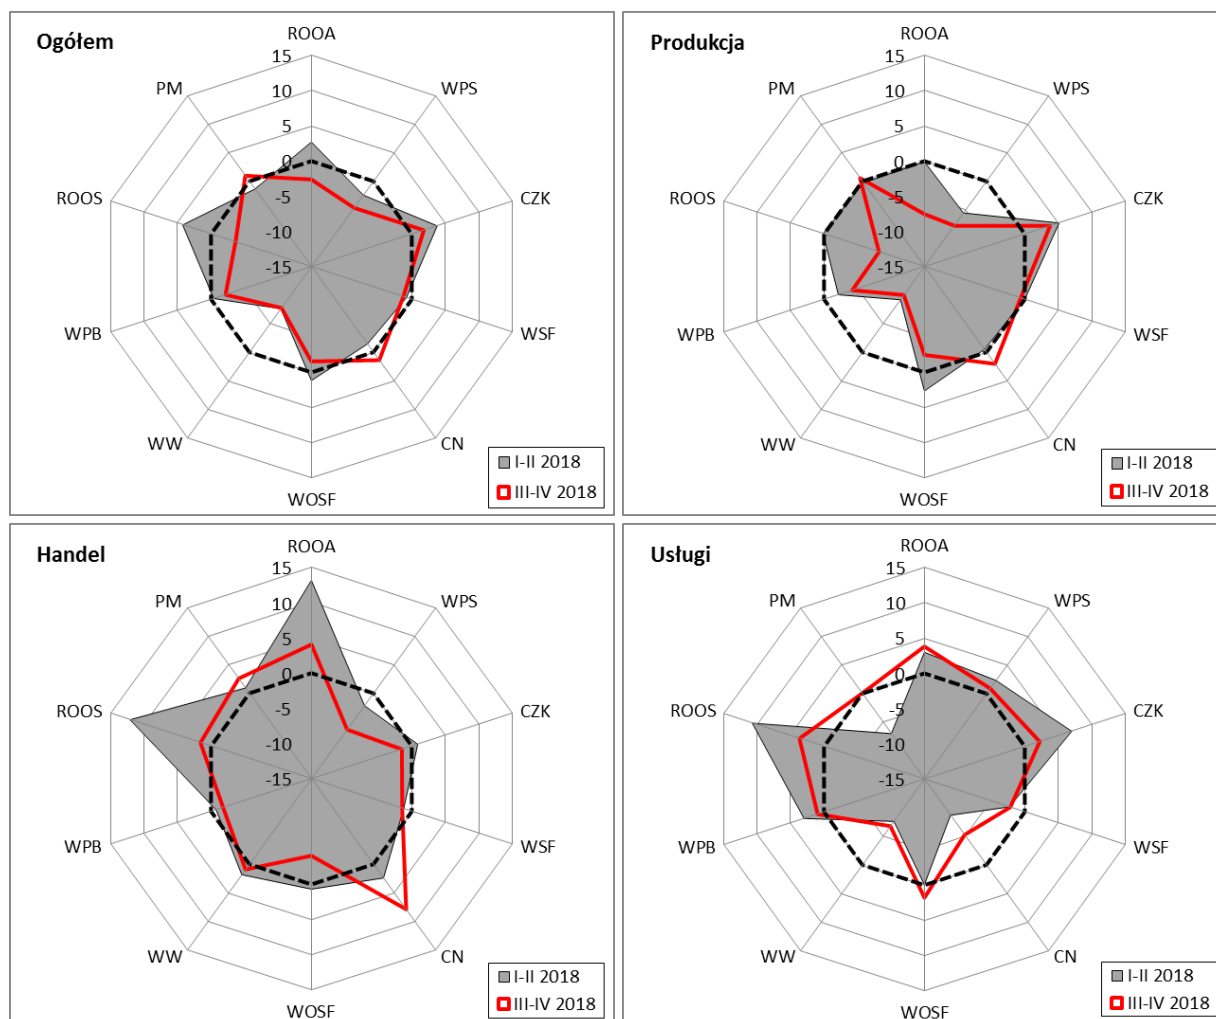 Ogółem
ROOA
WPS
CZK
WSF
CN
WOSF
WW
WPB
ROOS
PM
15
10
5
0
-5
-10
-15
I-II 2018
III-IV 2018
Produkcja
ROOA
WPS
CZK
WSF
CN
WOSF
WW
WPB
ROOS
PM
15
10
5
0
-5
-10
-15
I-II 2018
III-IV 2018
Handel
ROOA
WPS
CZK
WSF
CN
WOSF
WW
WPB
ROOS
PM
15
10
5
0
-5
-10
-15
I-II 2018
III-IV 2018
Usługi
ROOA
WPS
CZK
WSF
CN
WOSF
WW
WPB
ROOS
PM
15
10
5
0
-5
-10
-15
I-II 2018
III-IV 2018